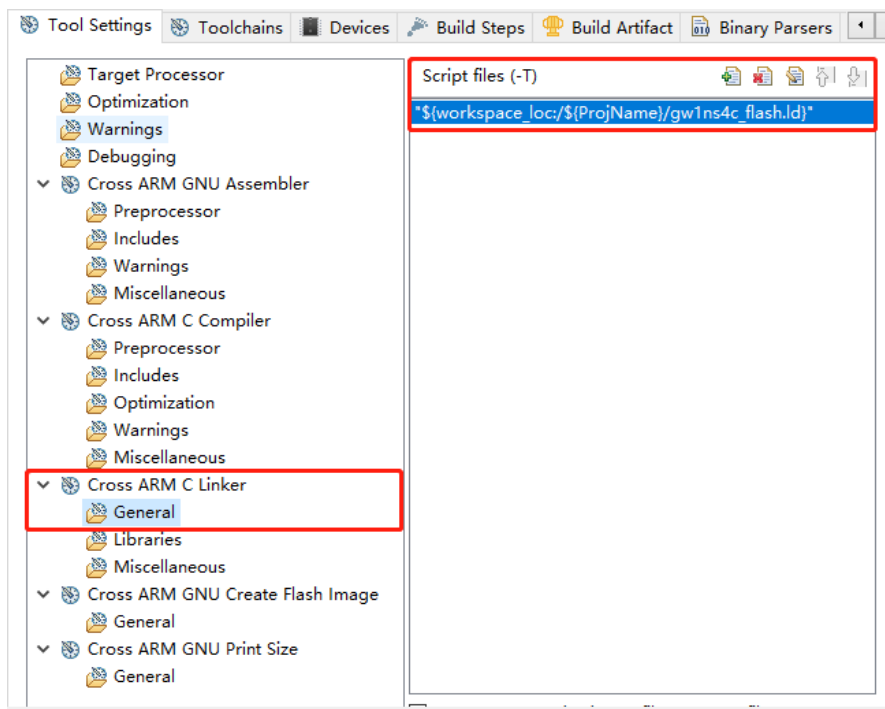 Tool Settings Toolchains Devices Build Steps Build Artifact Binary Parsers
Target Processor
Optimization
Warnings
Debugging
Cross ARM GNU Assembler
Preprocessor
Includes
Warnings
Miscellaneous
Cross ARM C Compiler
Preprocessor
Includes
Optimization
Warnings
Miscellaneous
Cross ARM C Linker
General
Libraries
Miscellaneous
Cross ARM GNU Create Flash Image
General
Cross ARM GNU Print Size
General
Script files (-T)
"${workspace_loc:/${ProjName}/gw1ns4c_flash.ld}"